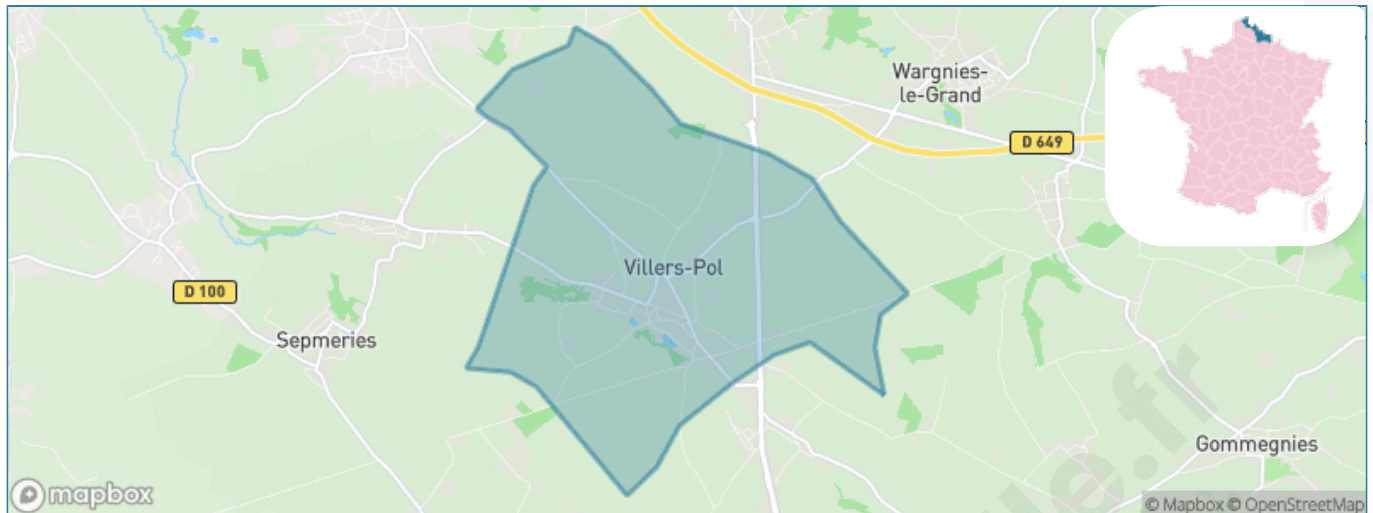 Wargnies-
le-Grand
D 649
Villers-Pol
D 100
Sepmeries
Gommegnies
mapbox
© Mapbox © OpenStreetMap